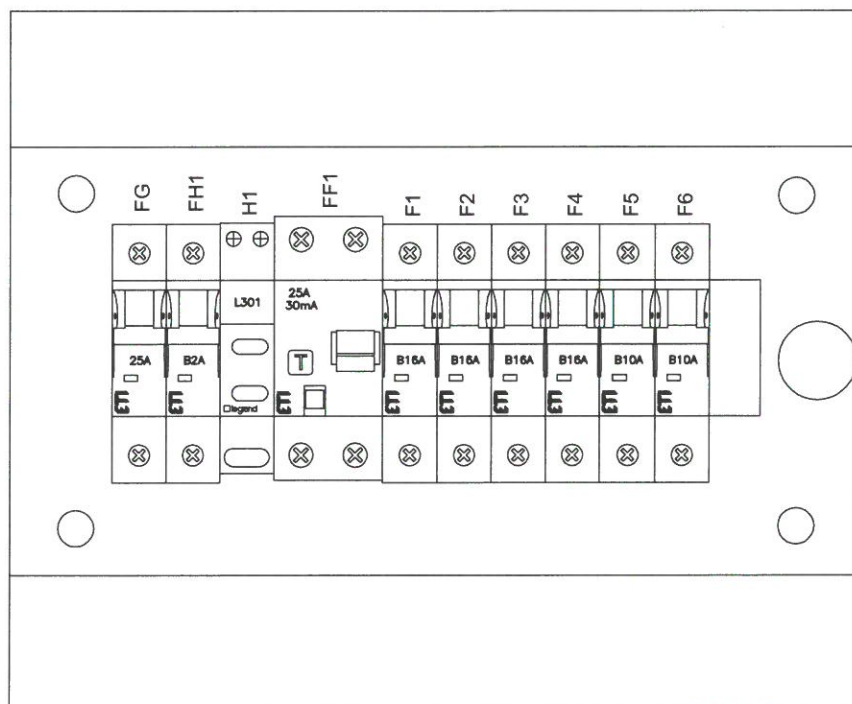 FG FH1 H1 FF1 F1 F2 F3 F4 F5 F6
L301
25A
30mA
25A B2A T B16A B16A B16A B16A B10A B10A
legrand